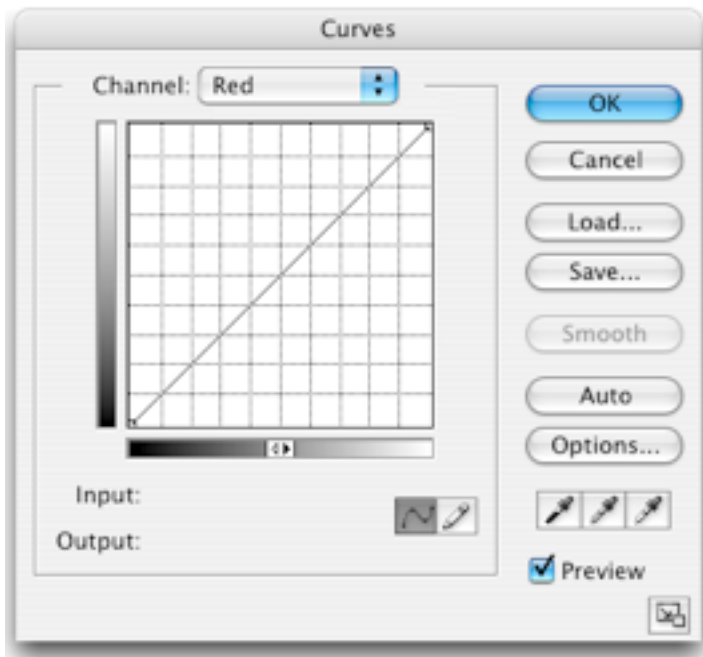 Curves
Channel: Red
OK
Cancel
Load...
Save...
Smooth
Auto
Options...
Input:
Output:
Preview